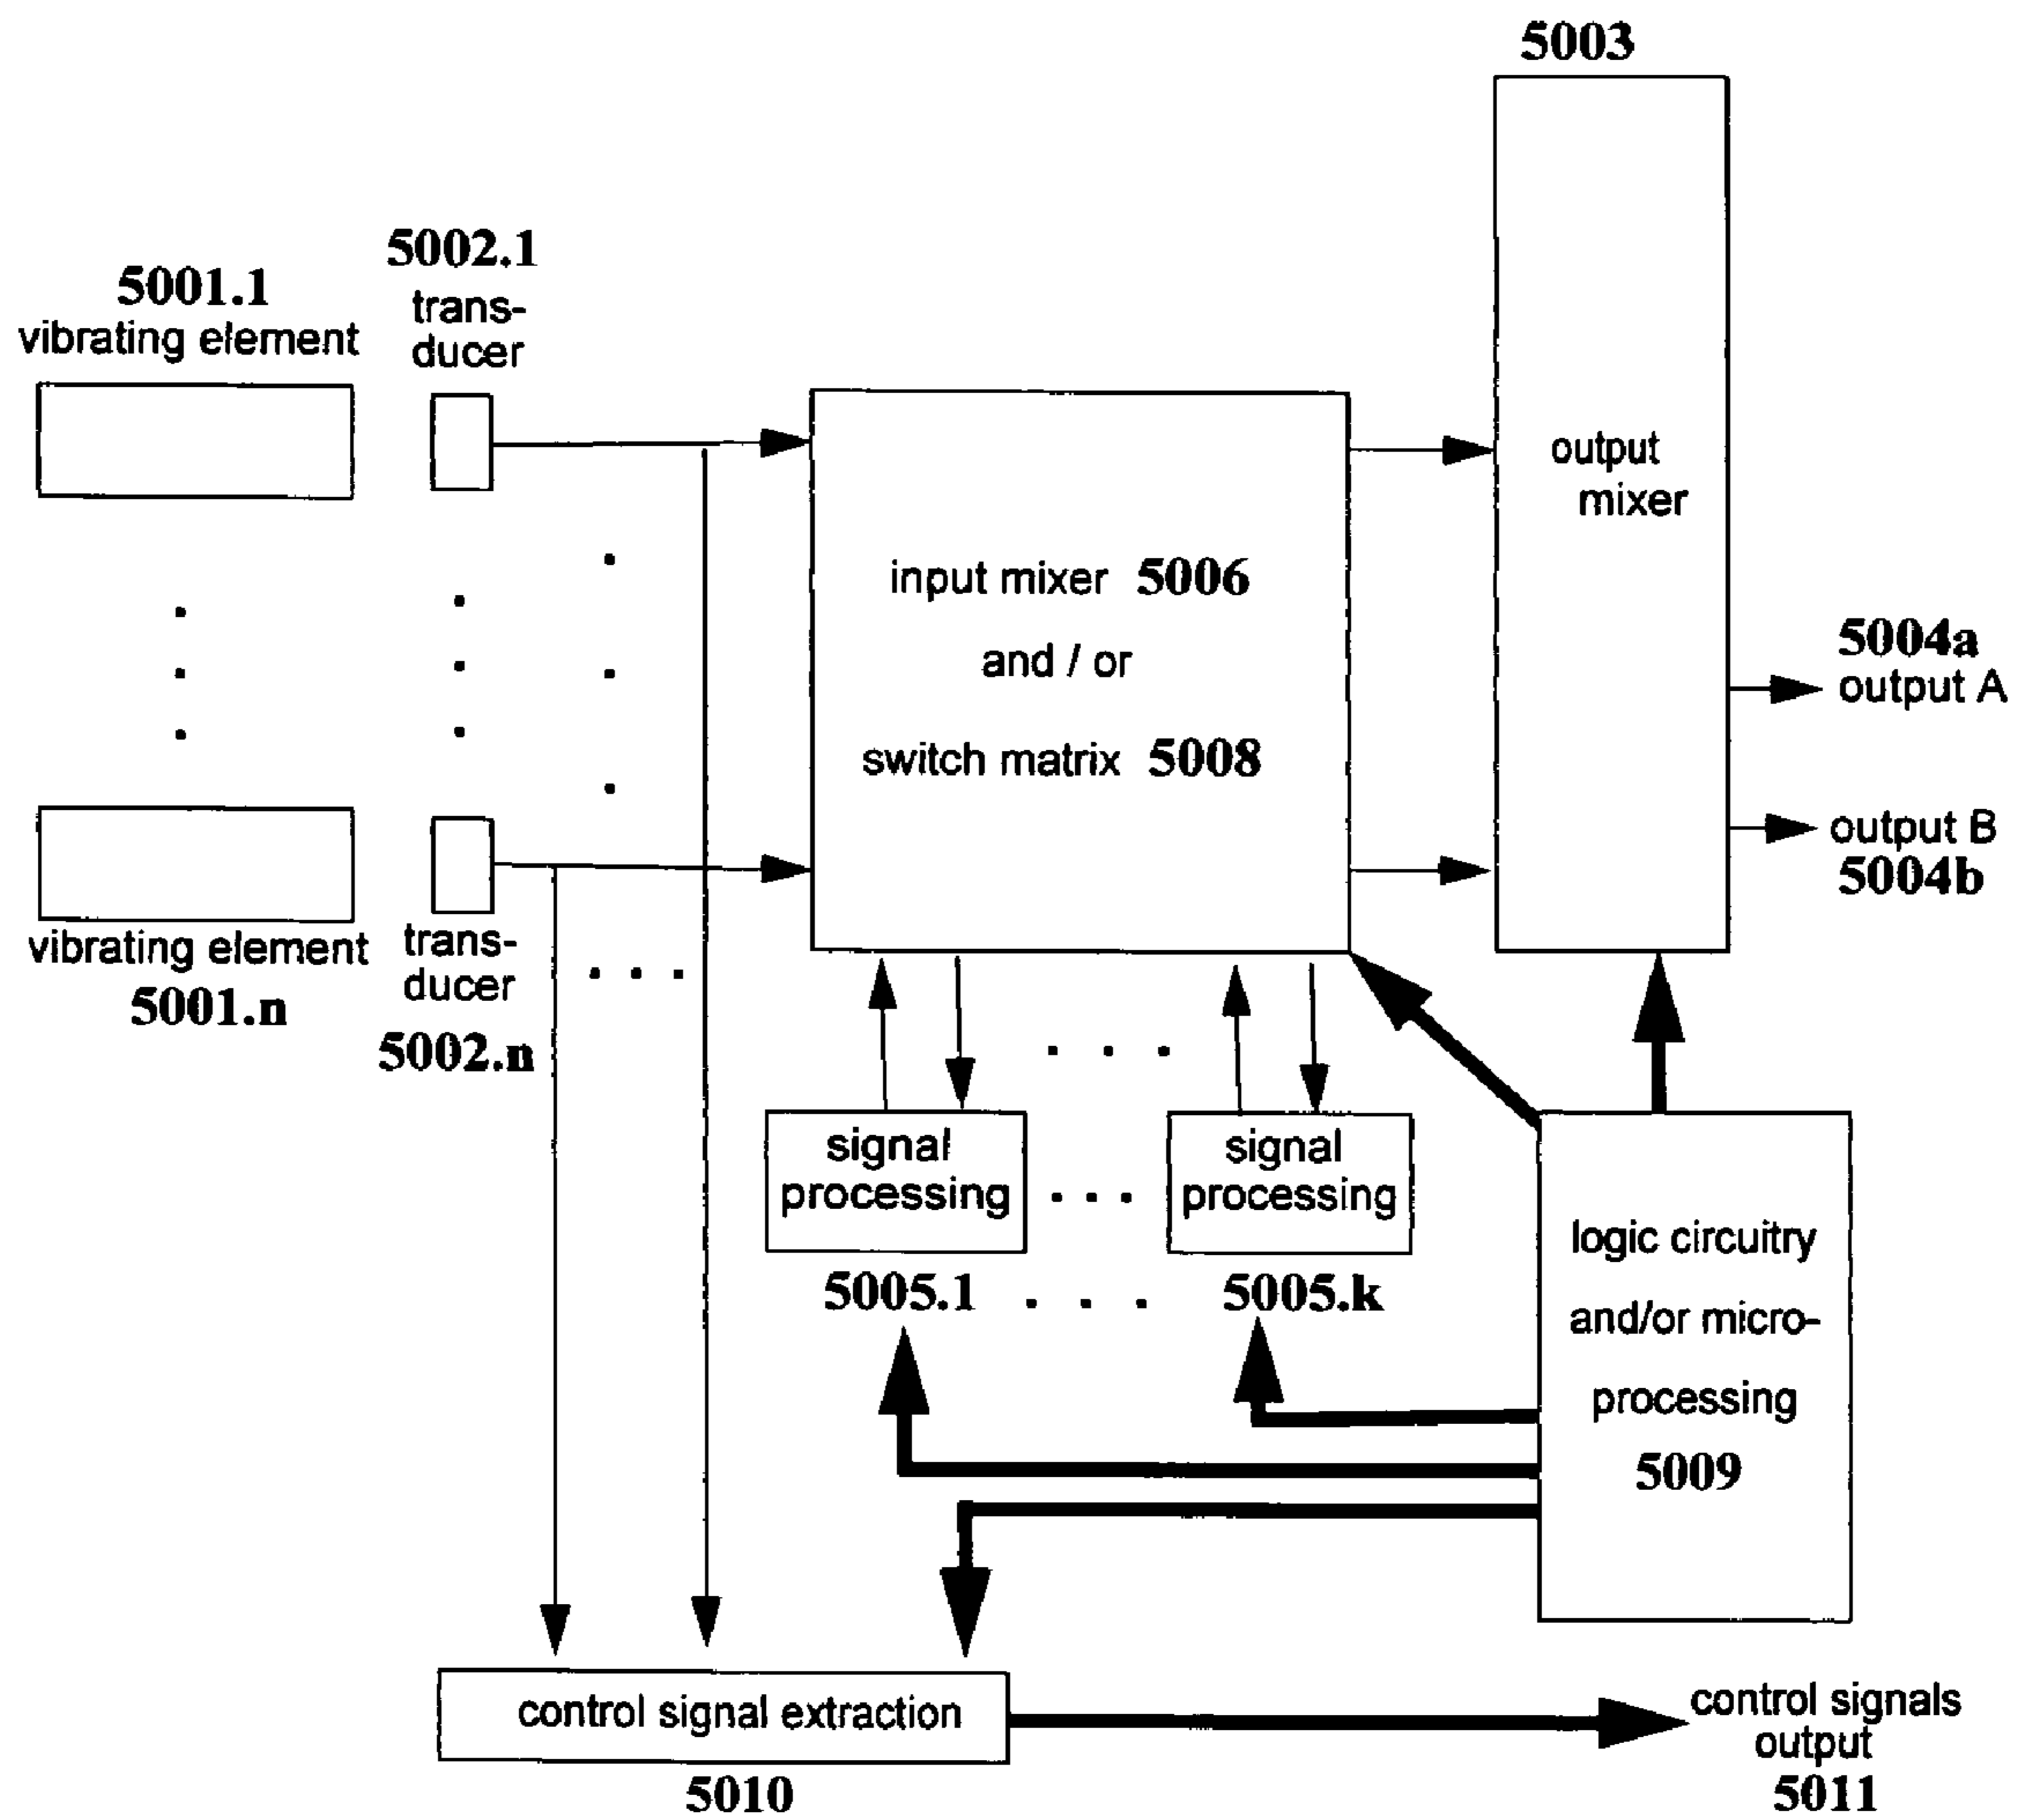 5003
5002.1
trans-
ducer
5001.1
vibrating element
output
mixer
input mixer 5006
and / or
switch matrix 5008
5004a
output A
output B
5004b
vibrating element
5001.n
trans-
ducer
5002.n
. . .
. . .
signal
processing
. . .
signal
processing
5005.1 . . . 5005.k
logic circuitry
and/or micro-
processing
5009
control signal extraction
5010
control signals
output
5011